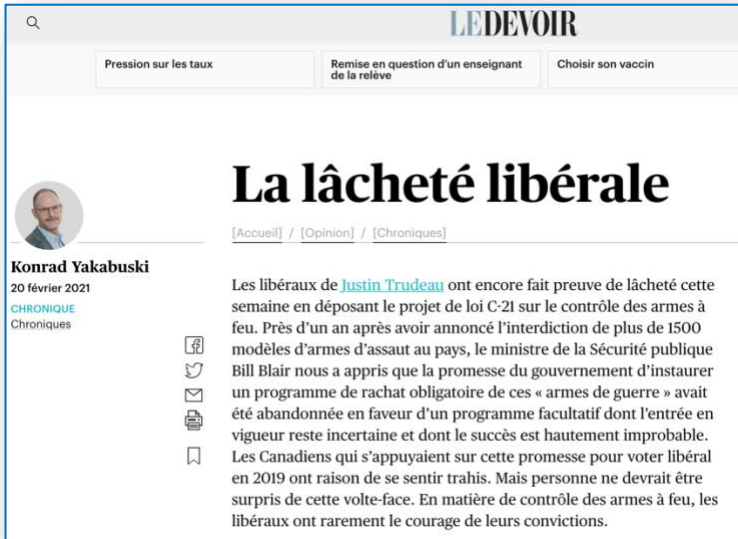 LE DEVOIR
Pression sur les taux
Remise en question d'un enseignant
de la relève
Choisir son vaccin
La lâcheté libérale
[Accueil] / [Opinion] / [Chroniques]
Konrad Yakabuski
20 février 2021
CHRONIQUE
Chroniques
Les libéraux de Justin Trudeau ont encore fait preuve de lâcheté cette
semaine en déposant le projet de loi C-21 sur le contrôle des armes à
feu. Près d'un an après avoir annoncé l'interdiction de plus de 1500
modèles d'armes d'assaut au pays, le ministre de la Sécurité publique
Bill Blair nous a appris que la promesse du gouvernement d'instaurer
un programme de rachat obligatoire de ces « armes de guerre » avait
été abandonnée en faveur d'un programme facultatif dont l'entrée en
vigueur reste incertaine et dont le succès est hautement improbable.
Les Canadiens qui s'appuyaient sur cette promesse pour voter libéral
en 2019 ont raison de se sentir trahis. Mais personne ne devrait être
surpris de cette volte-face. En matière de contrôle des armes à feu, les
libéraux ont rarement le courage de leurs convictions.